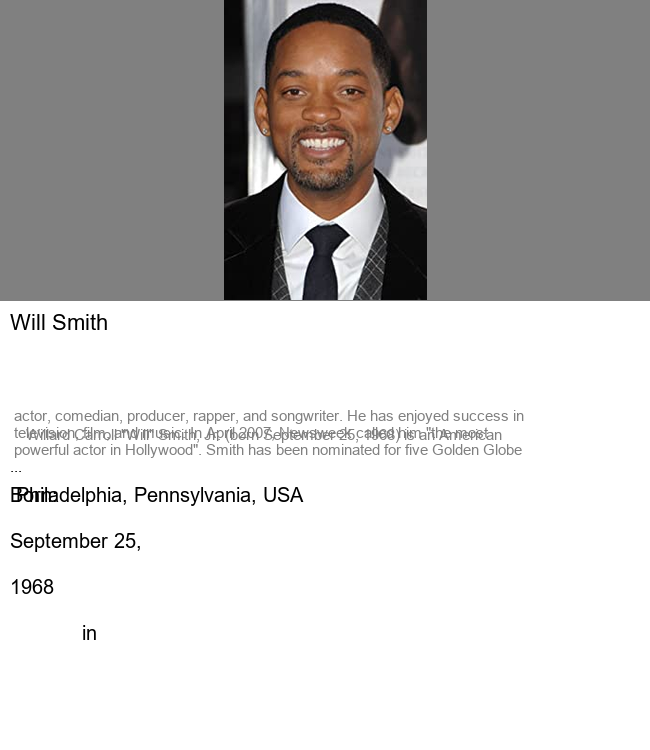 Will Smith
actor, comedian, producer, rapper, and songwriter. He has enjoyed success in
television, film, and music. In April 2007, Newsweek called him "the most
Willard Carroll "Will" Smith, Jr. (born September 25, 1968) is an American
powerful actor in Hollywood". Smith has been nominated for five Golden Globe
...
Born: Philadelphia, Pennsylvania, USA
September 25,
1968
in